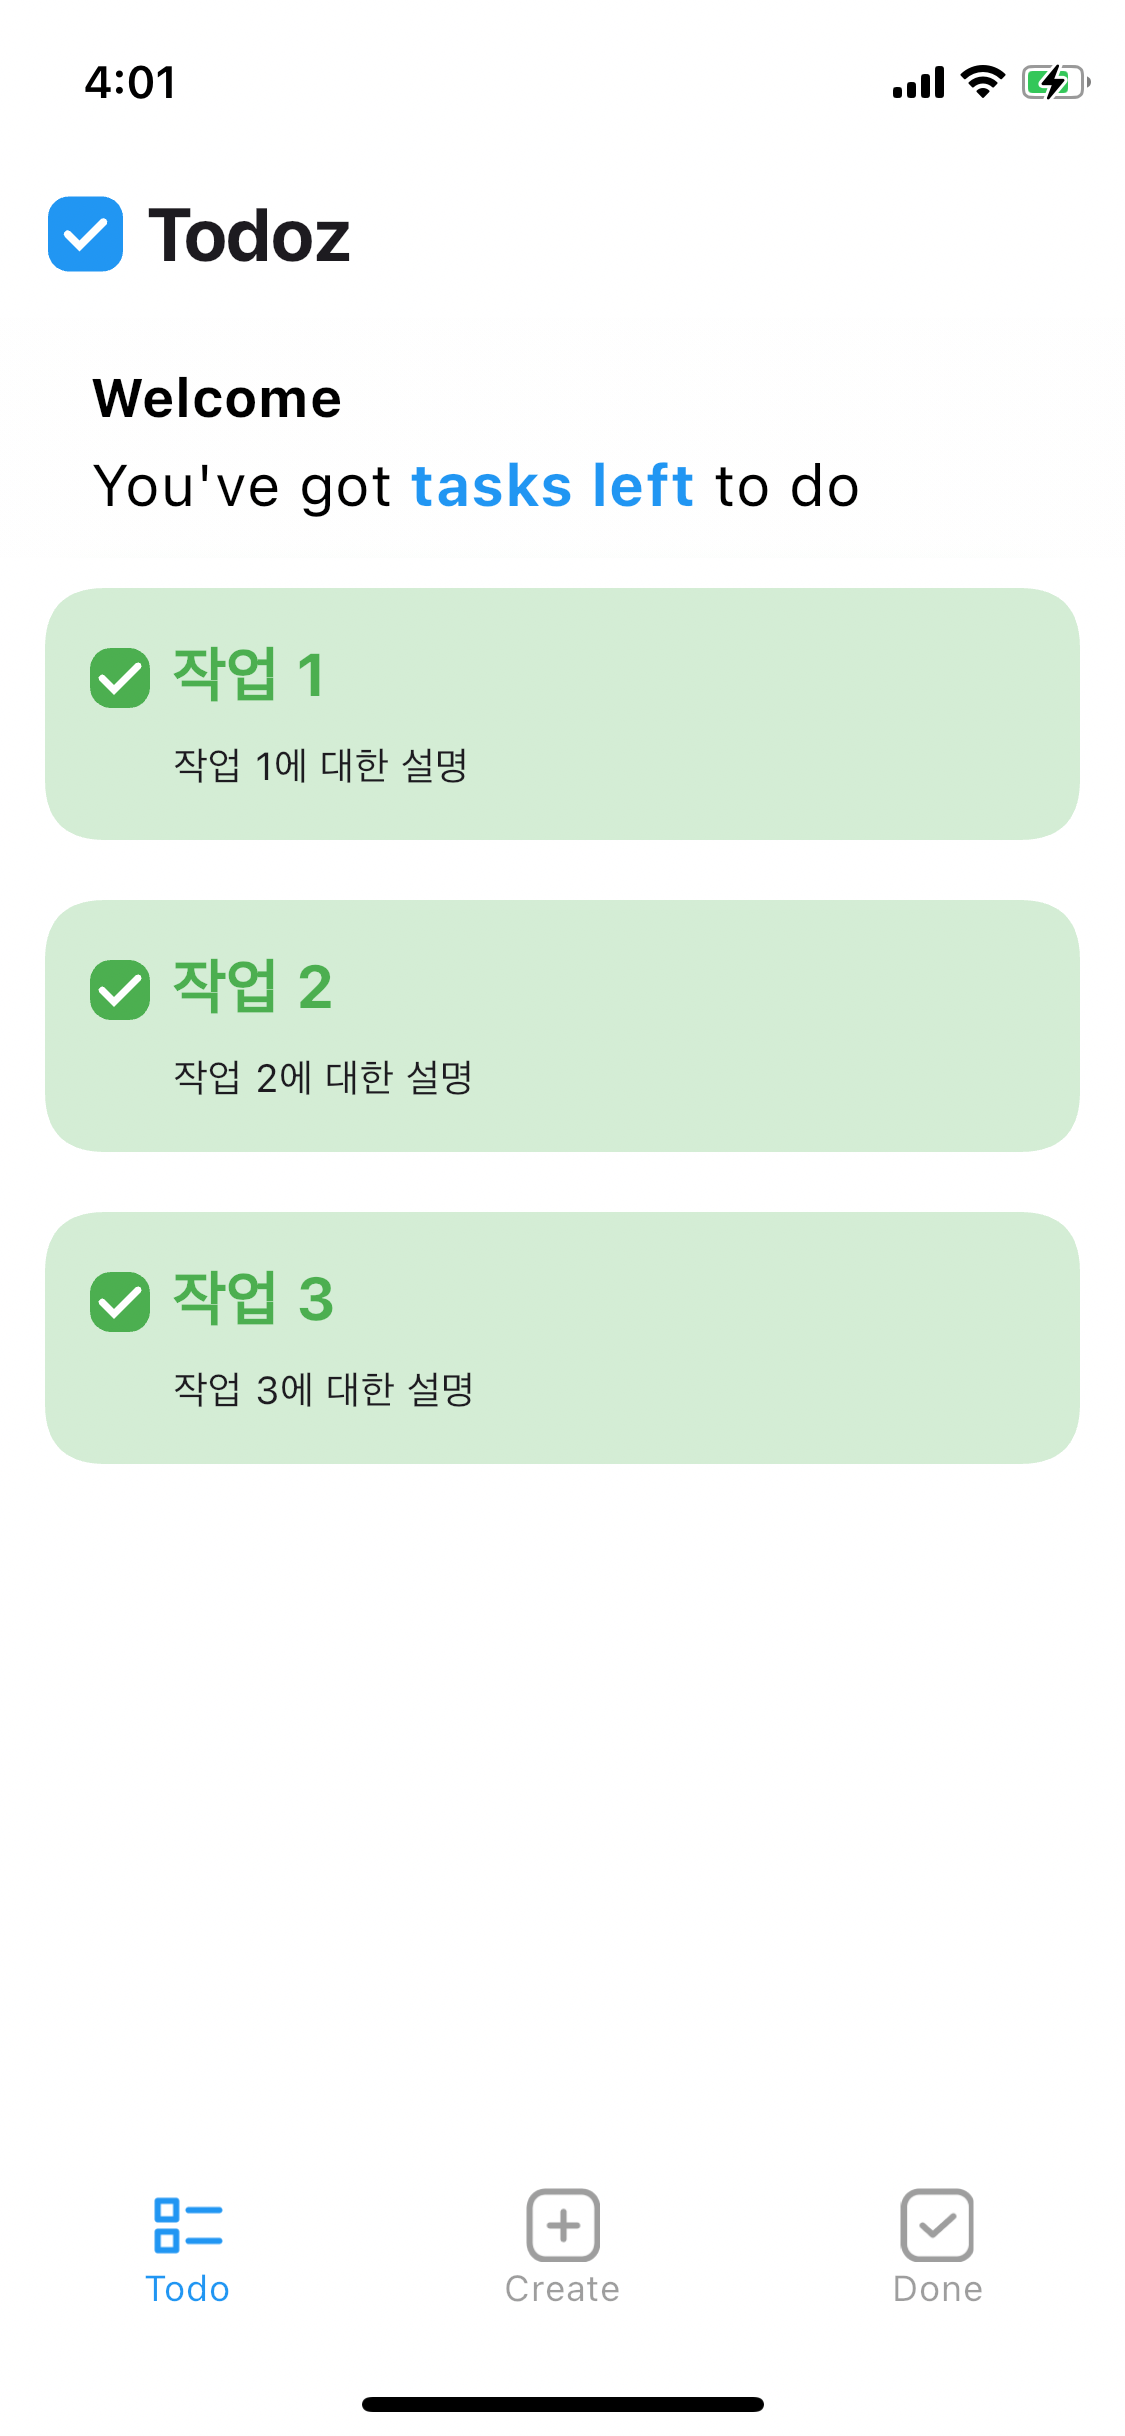 4:01
Todoz
Welcome
You've got tasks left to do
작업 1
작업 1에 대한 설명
작업 2
작업 2에 대한 설명
작업 3
작업 3에 대한 설명
Todo
Create
Done